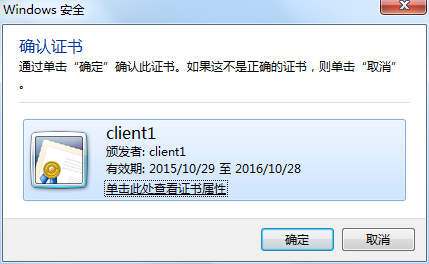 Windows 安全
确认证书
通过单击“确定”确认此证书。如果这不是正确的证书，则单击“取消”
。
client1
颁发者: client1
有效期: 2015/10/29 至 2016/10/28
单击此处查看证书属性
确定
取消